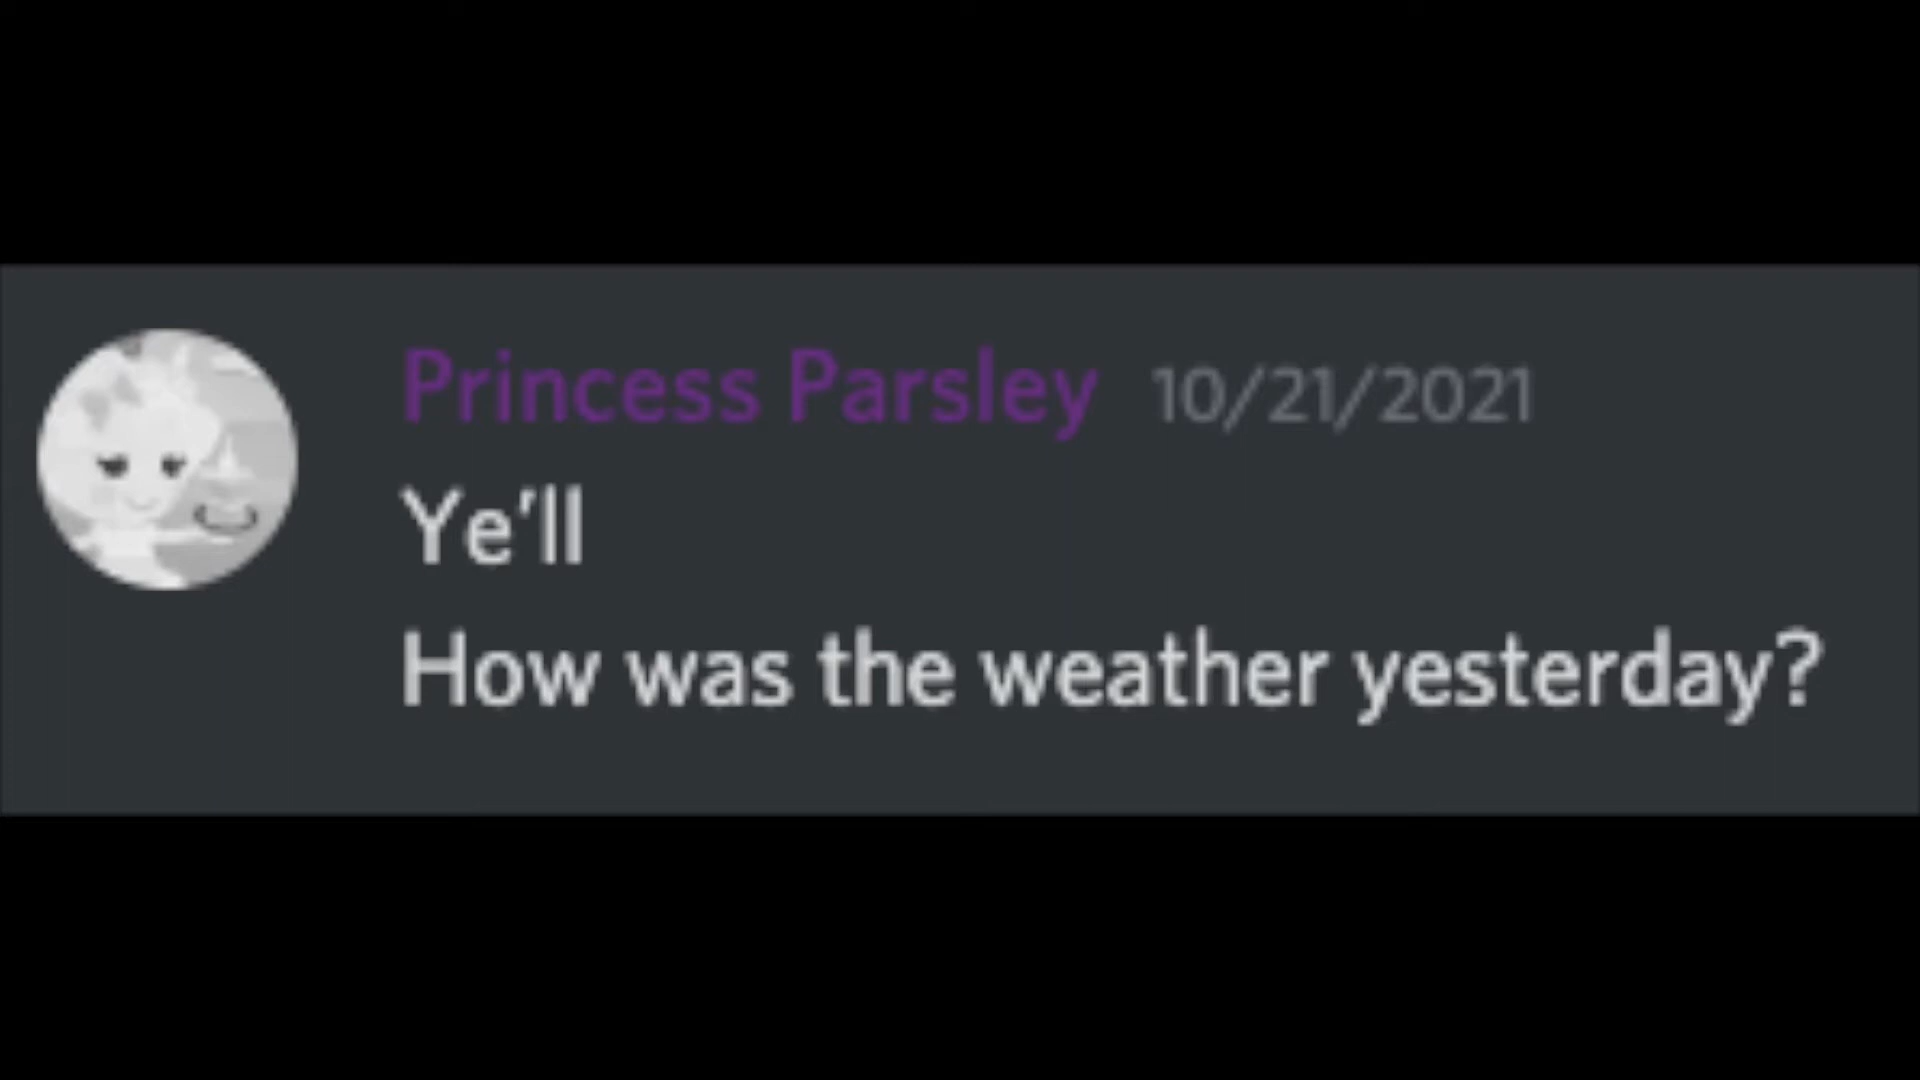 Princess Parsley 10/21/2021
Ye'll
How was the weather yesterday?